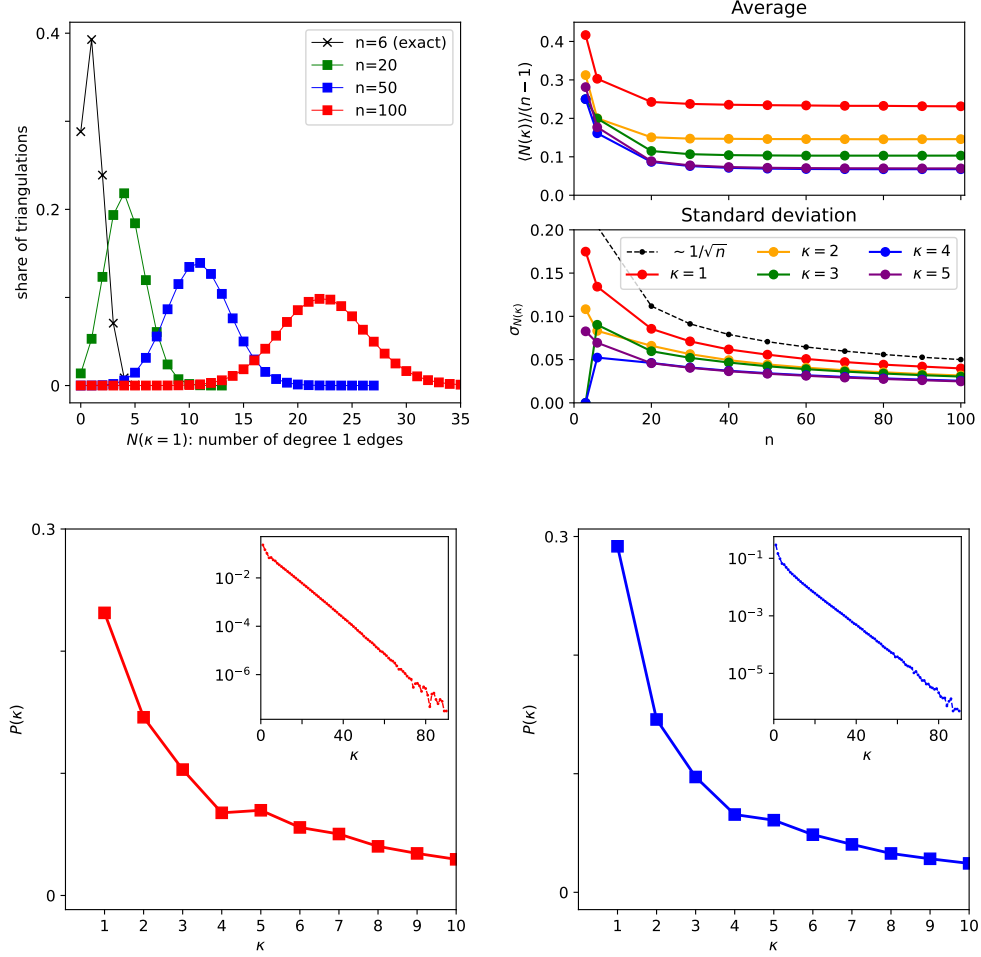 0.4
0.2
0
share of triangulations
n=6 (exact)
n=20
n=50
n=100
0 5 10 15 20 25 30 35
N(κ = 1): number of degree 1 edges
Average
0.4
0.3
0.2
0.1
0.0
⟨N(κ)⟩/(n − 1)
Standard deviation
0.20
0.15
0.10
0.05
0.00
σ_{N(κ)}
~ 1/√n
κ = 1
κ = 2
κ = 3
κ = 4
κ = 5
0 20 40 60 80 100
n
0.3
0
P(κ)
10⁻²
10⁻⁴
10⁻⁶
0 40 80
κ
1 2 3 4 5 6 7 8 9 10
κ
0.3
0
P(κ)
10⁻¹
10⁻³
10⁻⁵
0 40 80
κ
1 2 3 4 5 6 7 8 9 10
κ